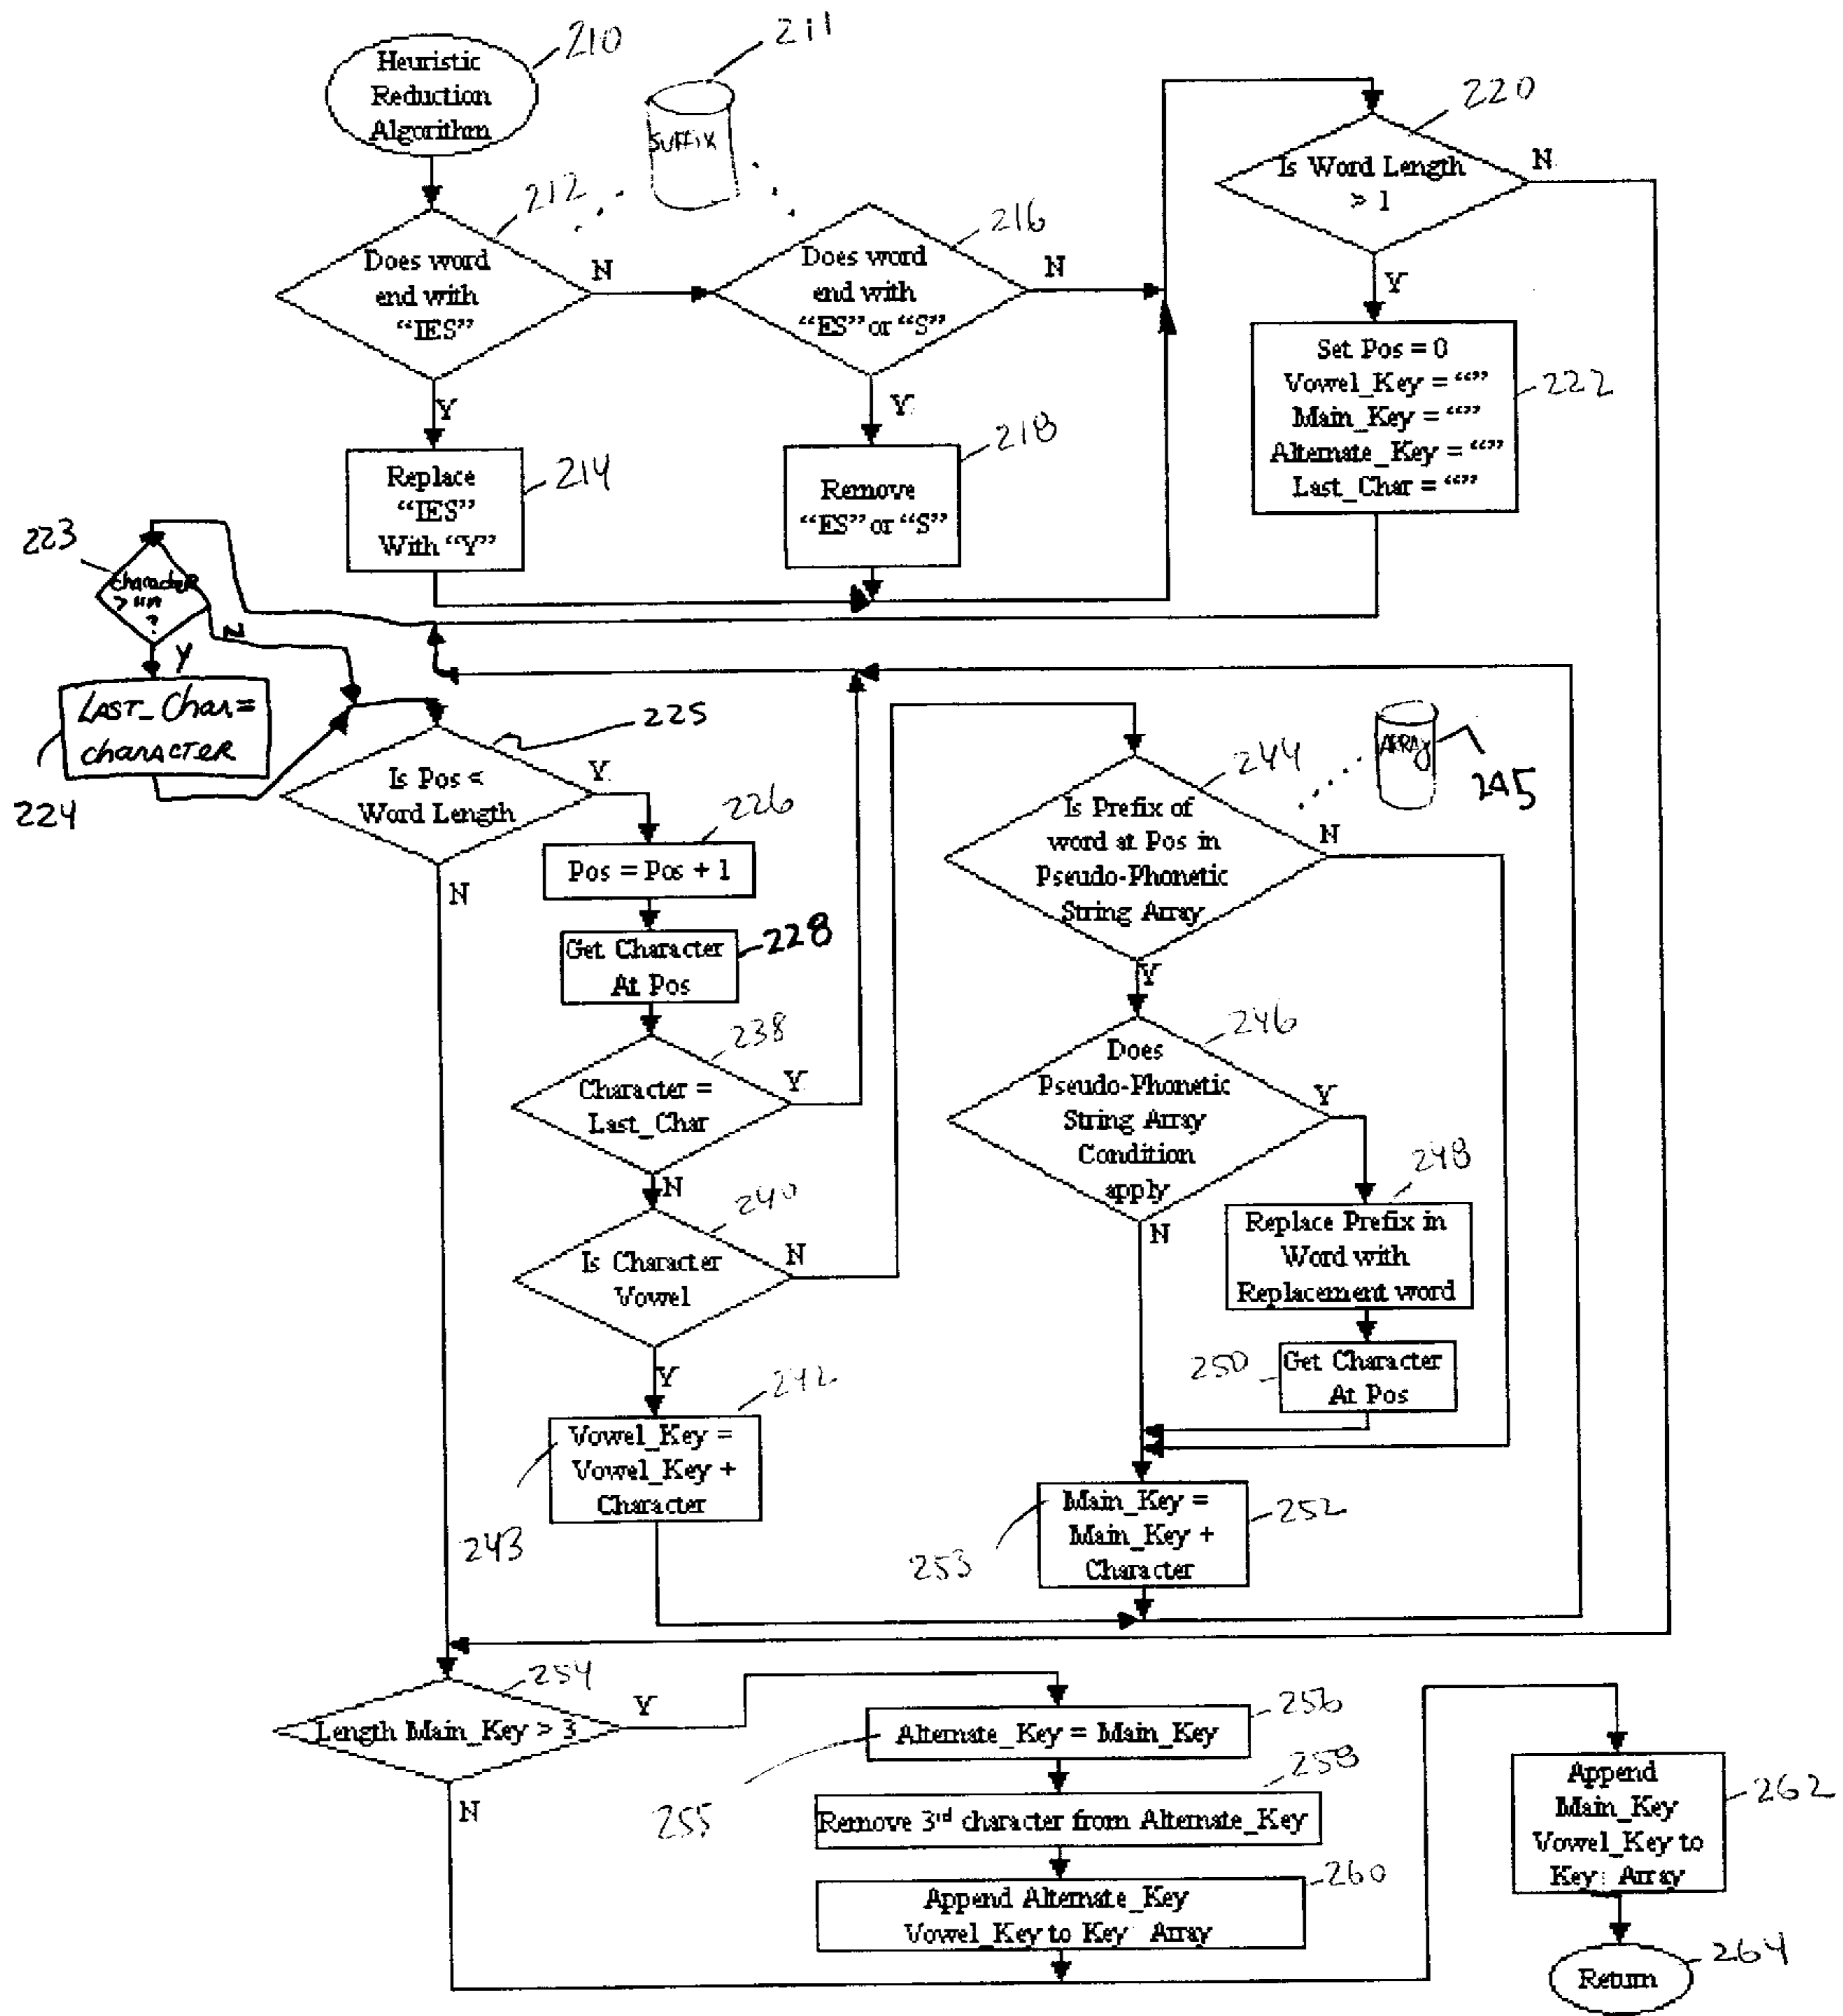 210
Heuristic
Reduction
Algorithm
211
SUFFIX
212
Does word
end with
“IES”
N
Y
216
Does word
end with
“ES” or “S”
N
Y
220
Is Word Length
> 1
N
Y
214
Replace
“IES”
With “Y”
218
Remove
“ES” or “S”
Set Pos = 0
Vowel_Key = “”
Main_Key = “”
Alternate_Key = “”
Last_Char = “”
222
223
character
> “”
?
N
Y
LAST_Char=
character
224
225
Is Pos <
Word Length
Y
N
226
Pos = Pos + 1
Get Character
At Pos
228
238
Character =
Last_Char
Y
N
240
Is Character
Vowel
N
Y
242
Vowel_Key =
Vowel_Key +
Character
243
244
ARRAY
245
Is Prefix of
word at Pos in
Pseudo-Phonetic
String Array
N
Y
246
Does
Pseudo-Phonetic
String Array
Condition
apply
Y
N
248
Replace Prefix in
Word with
Replacement word
250
Get Character
At Pos
Main_Key =
Main_Key +
Character
252
253
254
Length Main_Key > 3
Y
N
256
Alternate_Key = Main_Key
255
258
Remove 3rd character from Alternate_Key
260
Append Alternate_Key
Vowel_Key to Key Array
Append
Main_Key
Vowel_Key to
Key Array
262
Return
264